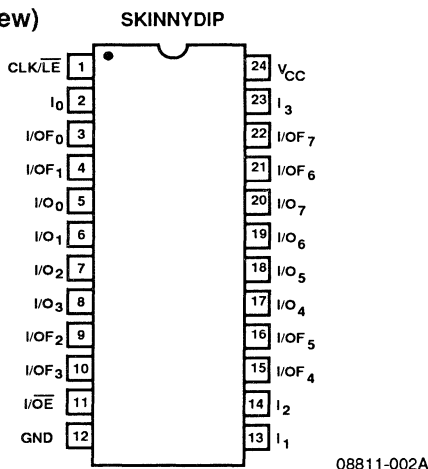 ew) SKINNYDIP
CLK/L̅E̅ 1 24 VCC
I0 2 23 I3
I/OF0 3 22 I/OF7
I/OF1 4 21 I/OF6
I/O0 5 20 I/O7
I/O1 6 19 I/O6
I/O2 7 18 I/O5
I/O3 8 17 I/O4
I/OF2 9 16 I/OF5
I/OF3 10 15 I/OF4
I/O̅E̅ 11 14 I2
GND 12 13 I1
08811-002A